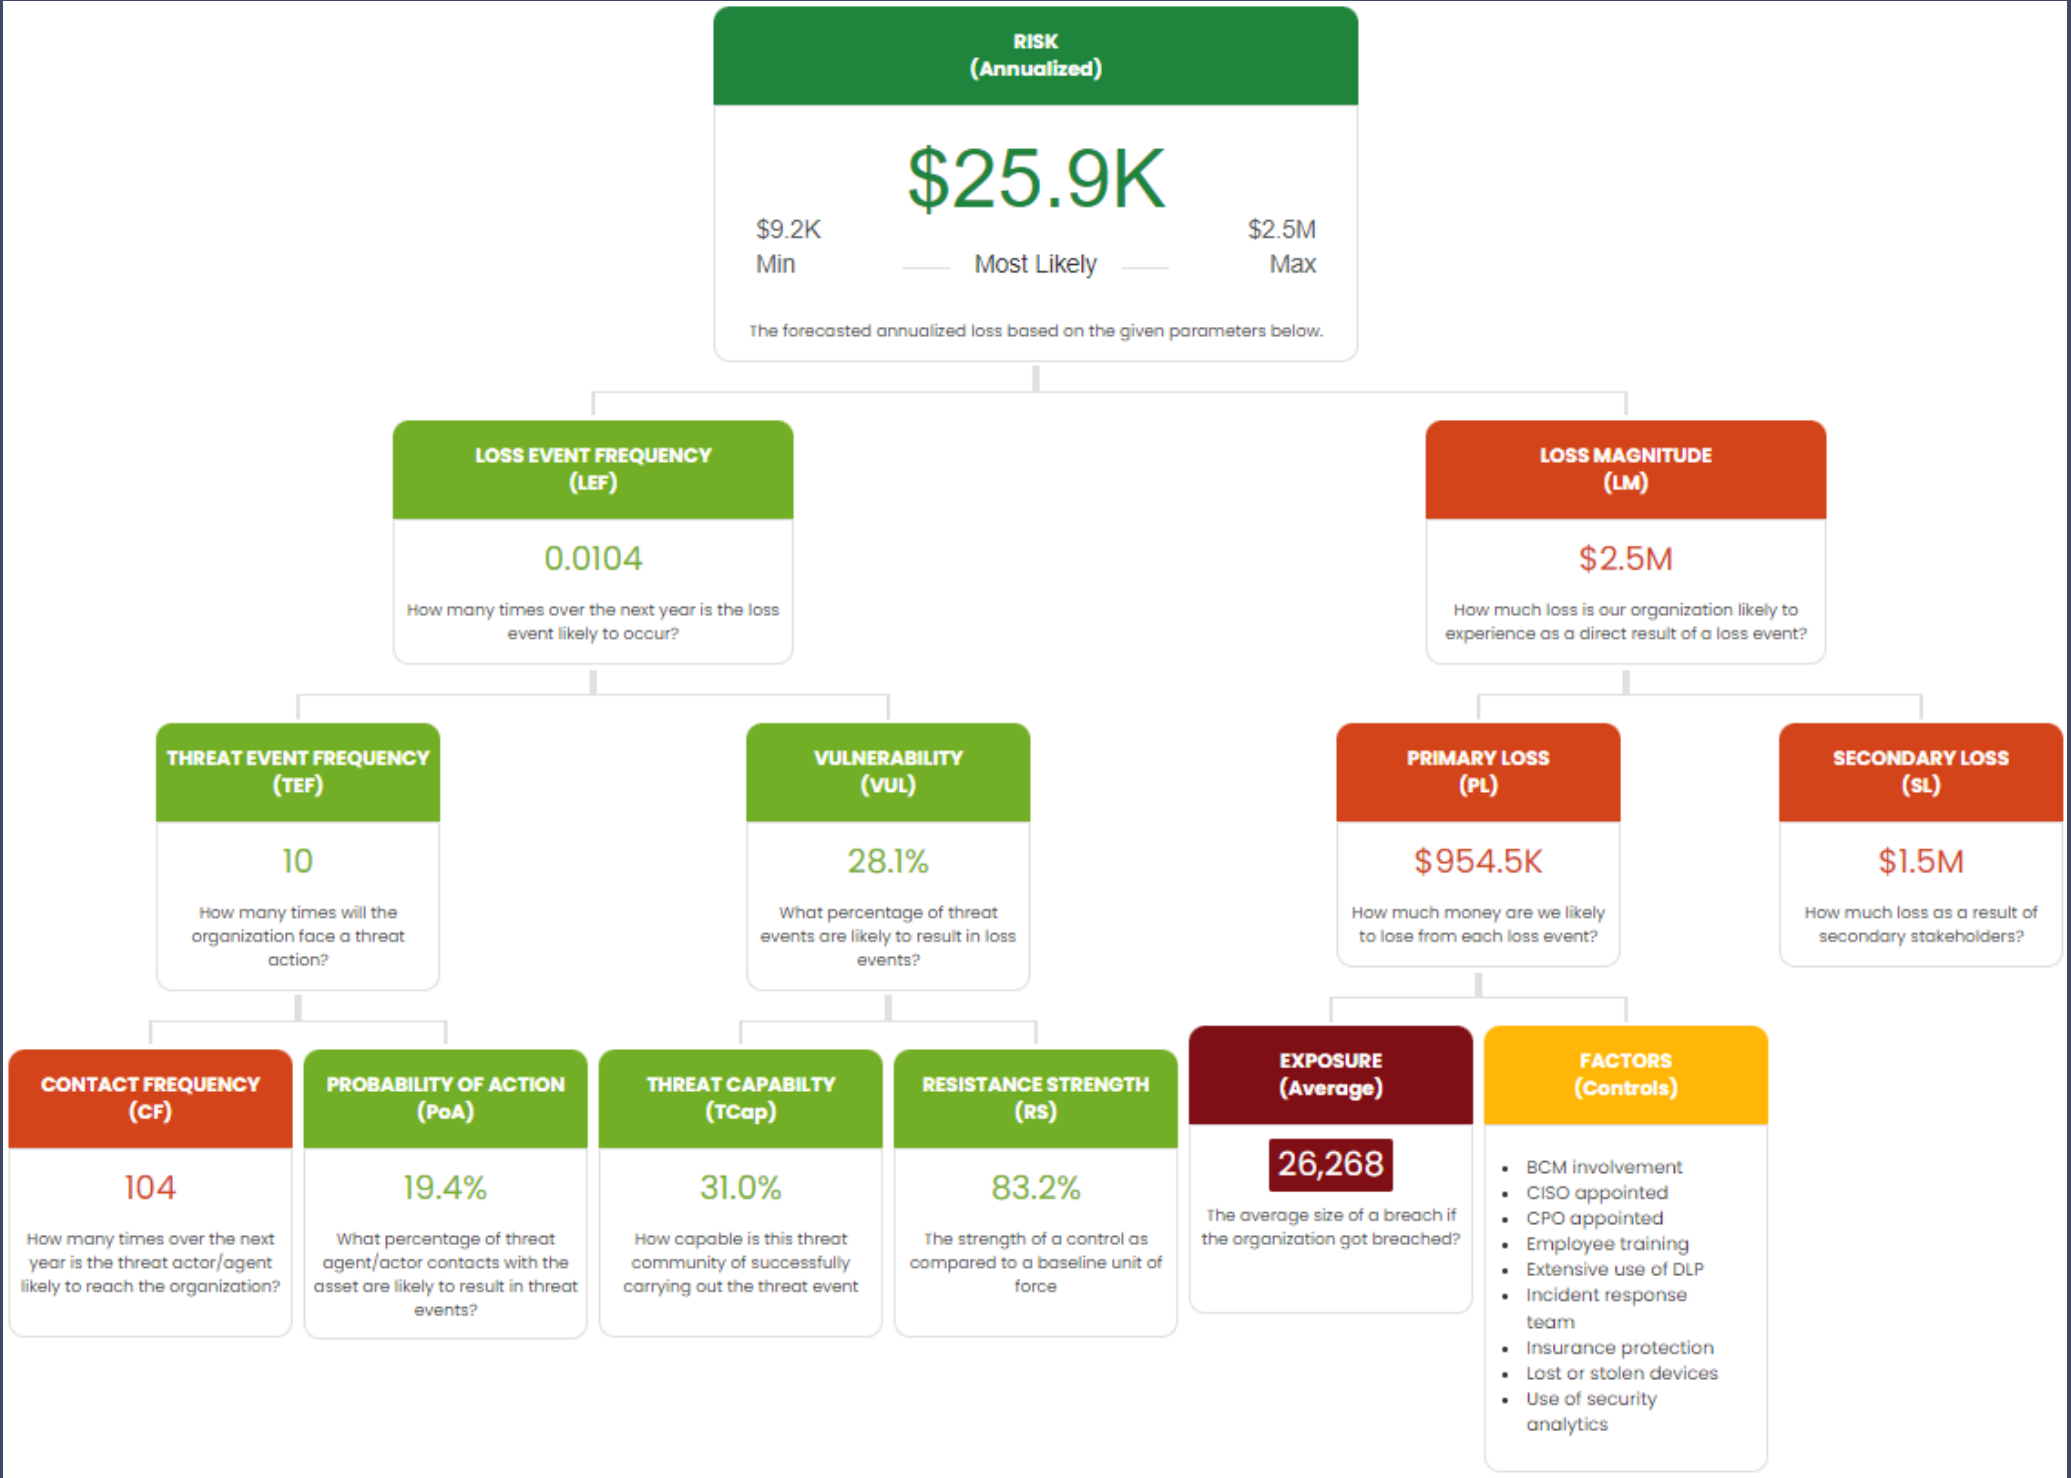 RISK
(Annualized)
$25.9K
$9.2K
$2.5M
Min
Most Likely
Max
The forecasted annualized loss based on the given parameters below.
LOSS EVENT FREQUENCY
(LEF)
0.0104
How many times over the next year is the loss
event likely to occur?
LOSS MAGNITUDE
(LM)
$2.5M
How much loss is our organization likely to
experience as a direct result of a loss event?
THREAT EVENT FREQUENCY
(TEF)
10
How many times will the
organization face a threat
action?
VULNERABILITY
(VUL)
28.1%
What percentage of threat
events are likely to result in loss
events?
PRIMARY LOSS
(PL)
$954.5K
How much money are we likely
to lose from each loss event?
SECONDARY LOSS
(SL)
$1.5M
How much loss as a result of
secondary stakeholders?
CONTACT FREQUENCY
(CF)
104
How many times over the next
year is the threat actor/agent
likely to reach the organization?
PROBABILITY OF ACTION
(PoA)
19.4%
What percentage of threat
agent/actor contacts with the
asset are likely to result in threat
events?
THREAT CAPABILTY
(TCap)
31.0%
How capable is this threat
community of successfully
carrying out the threat event
RESISTANCE STRENGTH
(RS)
83.2%
The strength of a control as
compared to a baseline unit of
force
EXPOSURE
(Average)
26,268
The average size of a breach if
the organization got breached?
FACTORS
(Controls)
• BCM involvement
• CISO appointed
• CPO appointed
• Employee training
• Extensive use of DLP
• Incident response
team
• Insurance protection
• Lost or stolen devices
• Use of security
analytics